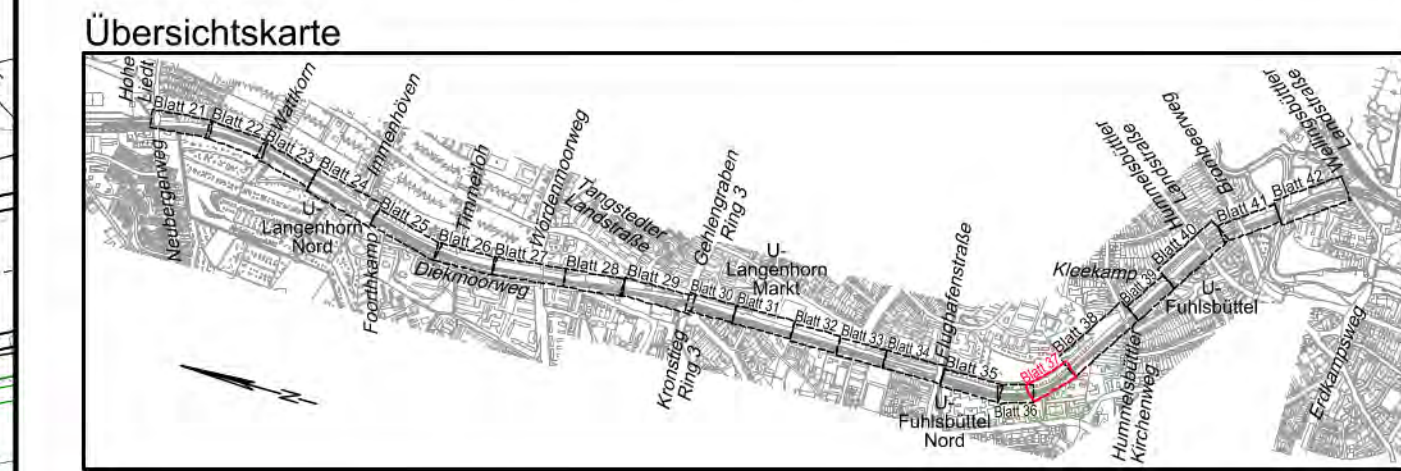 Übersichtskarte
Hohe
Liedt
Blatt 21
Blatt 22
Wattkorn
Blatt 23
Blatt 24
Immenhöven
Neubergerweg
U-
Langenhorn
Nord
Foorthkamp
Blatt 25
Timmerloh
Blatt 26
Diekmoorweg
Blatt 27
Wördenmoorweg
Tangstedter
Landstraße
Blatt 28
Blatt 29
Gehlengraben
Ring 3
Blatt 30
Kronstieg
Ring 3
Blatt 31
U-
Langenhorn
Markt
Blatt 32
Blatt 33
Blatt 34
Flughafenstraße
Blatt 35
U-
Fuhlsbüttel
Nord
Blatt 36
Blatt 37
Blatt 38
Kleekamp
Blatt 39
Hummelsbüttler
Kirchenweg
Hummelsbüttler
Landstraße
Blatt 40
Brombeerweg
U-
Fuhlsbüttel
Blatt 41
Blatt 42
Wellingsbüttler
Landstraße
Erdkampsweg
N